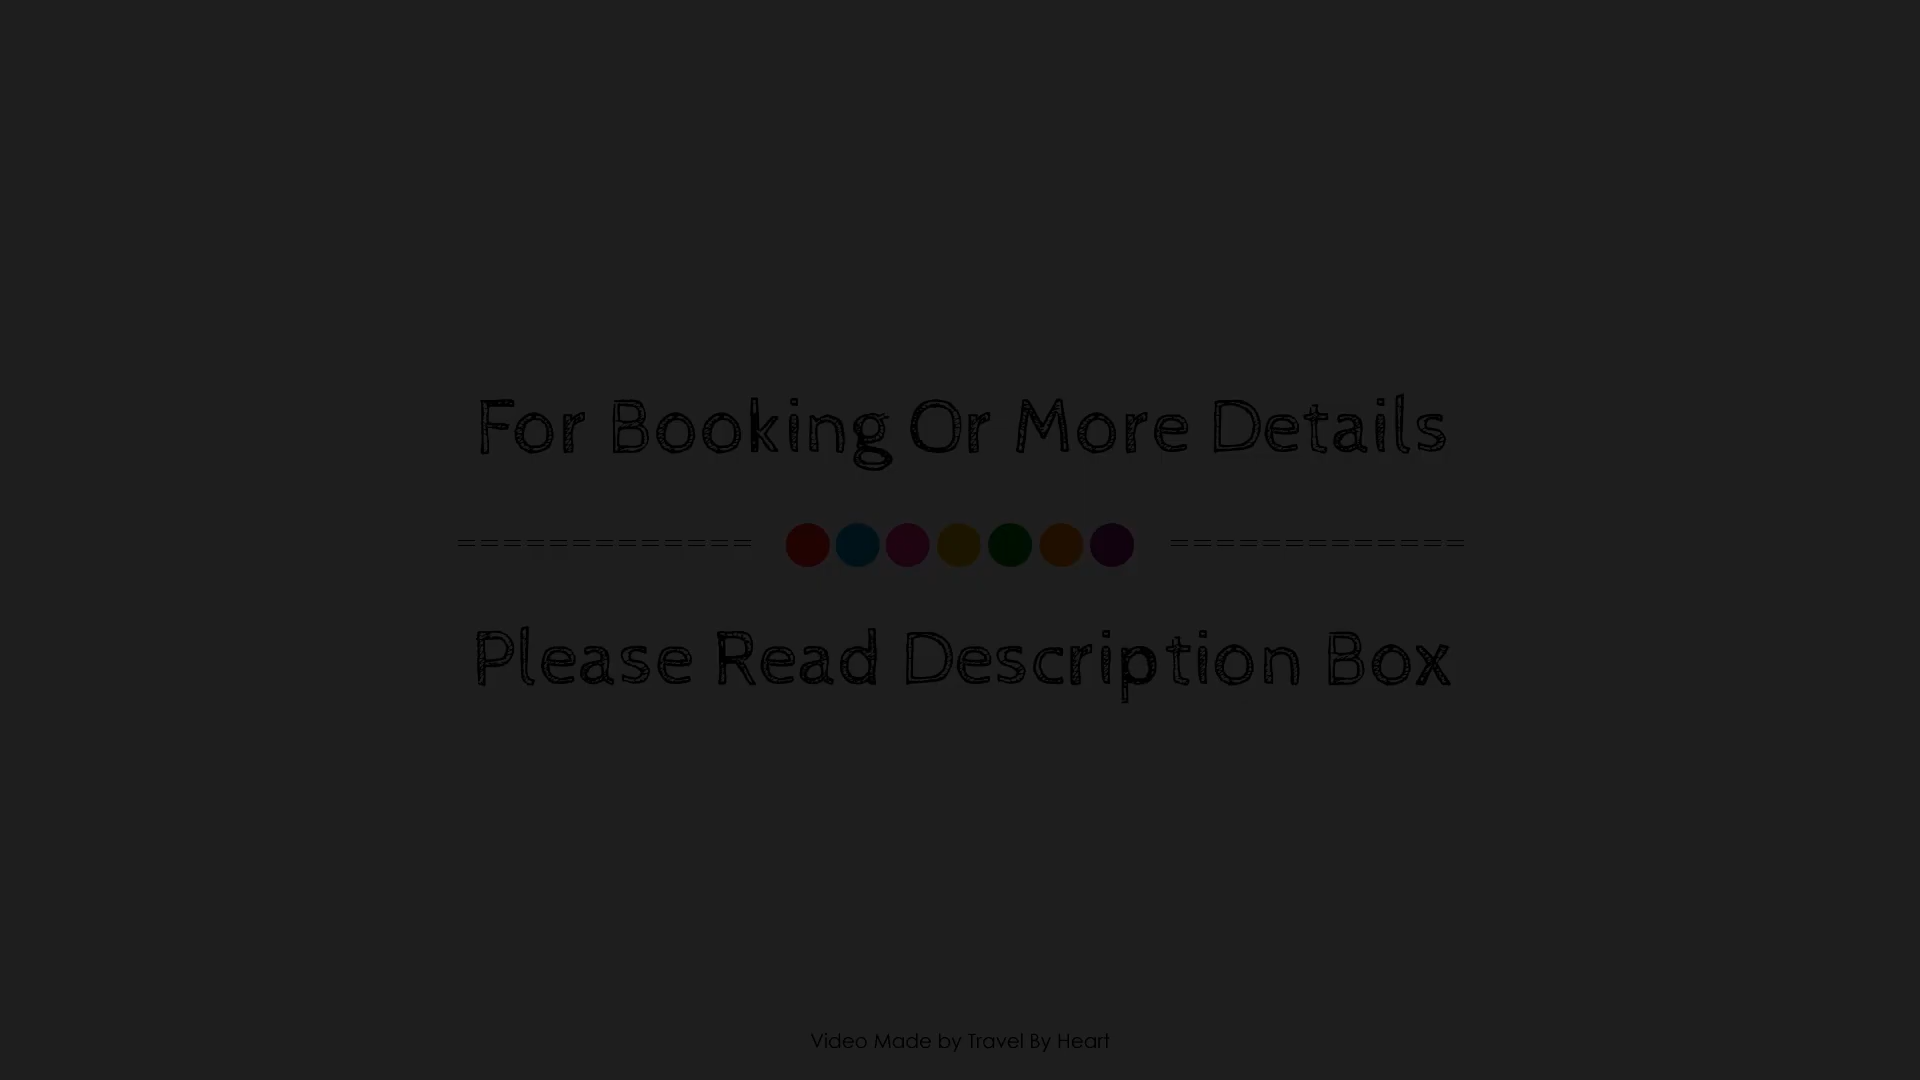 For Booking Or More Details
============= =============
Please Read Description Box
Video Made by Travel By Heart